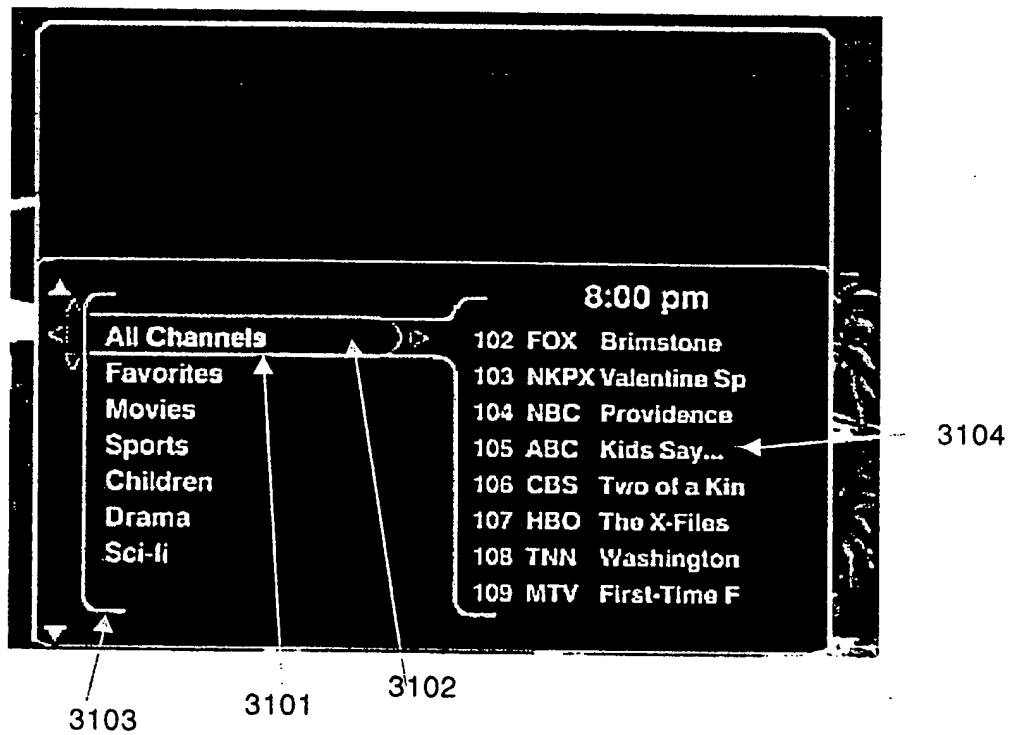 8:00 pm
All Channels
Favorites
Movies
Sports
Children
Drama
Sci-fi
102 FOX Brimstone
103 NKPX Valentine Sp
104 NBC Providence
105 ABC Kids Say...
106 CBS Two of a Kin
107 HBO The X-Files
108 TNN Washington
109 MTV First-Time F
3104
3103
3101
3102